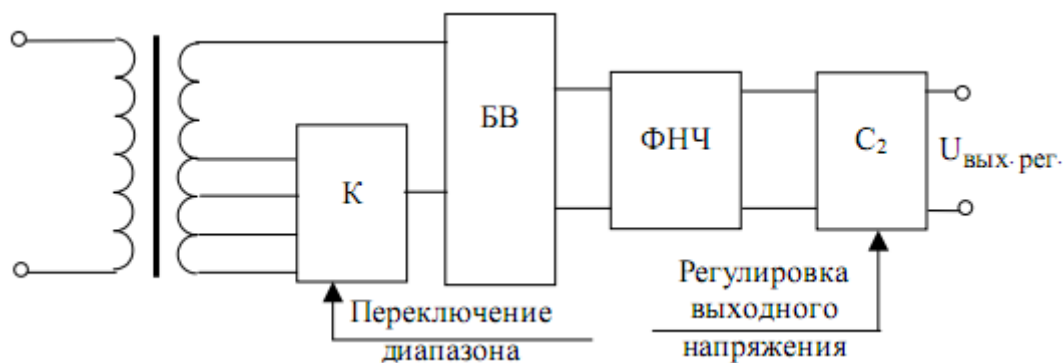 БВ
ФНЧ
С₂
К
Uвых. рег.
Переключение
диапазона
Регулировка
выходного
напряжения